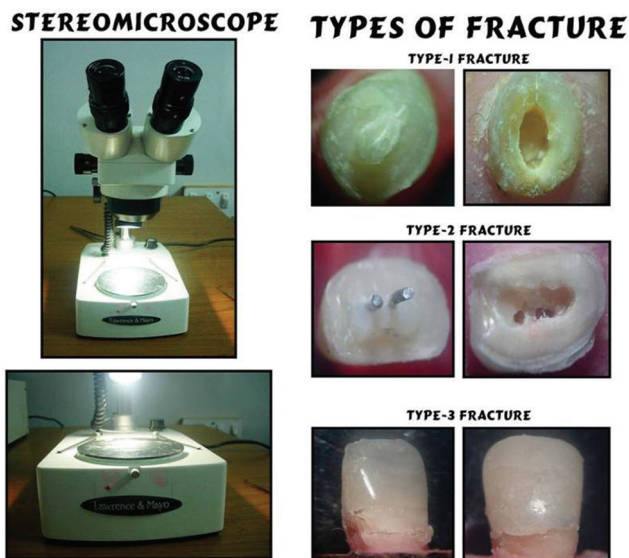 STEREOMICROSCOPE
TYPES OF FRACTURE
TYPE-1 FRACTURE
TYPE-2 FRACTURE
TYPE-3 FRACTURE
Lawrence & Mayo
Lawrence & Mayo